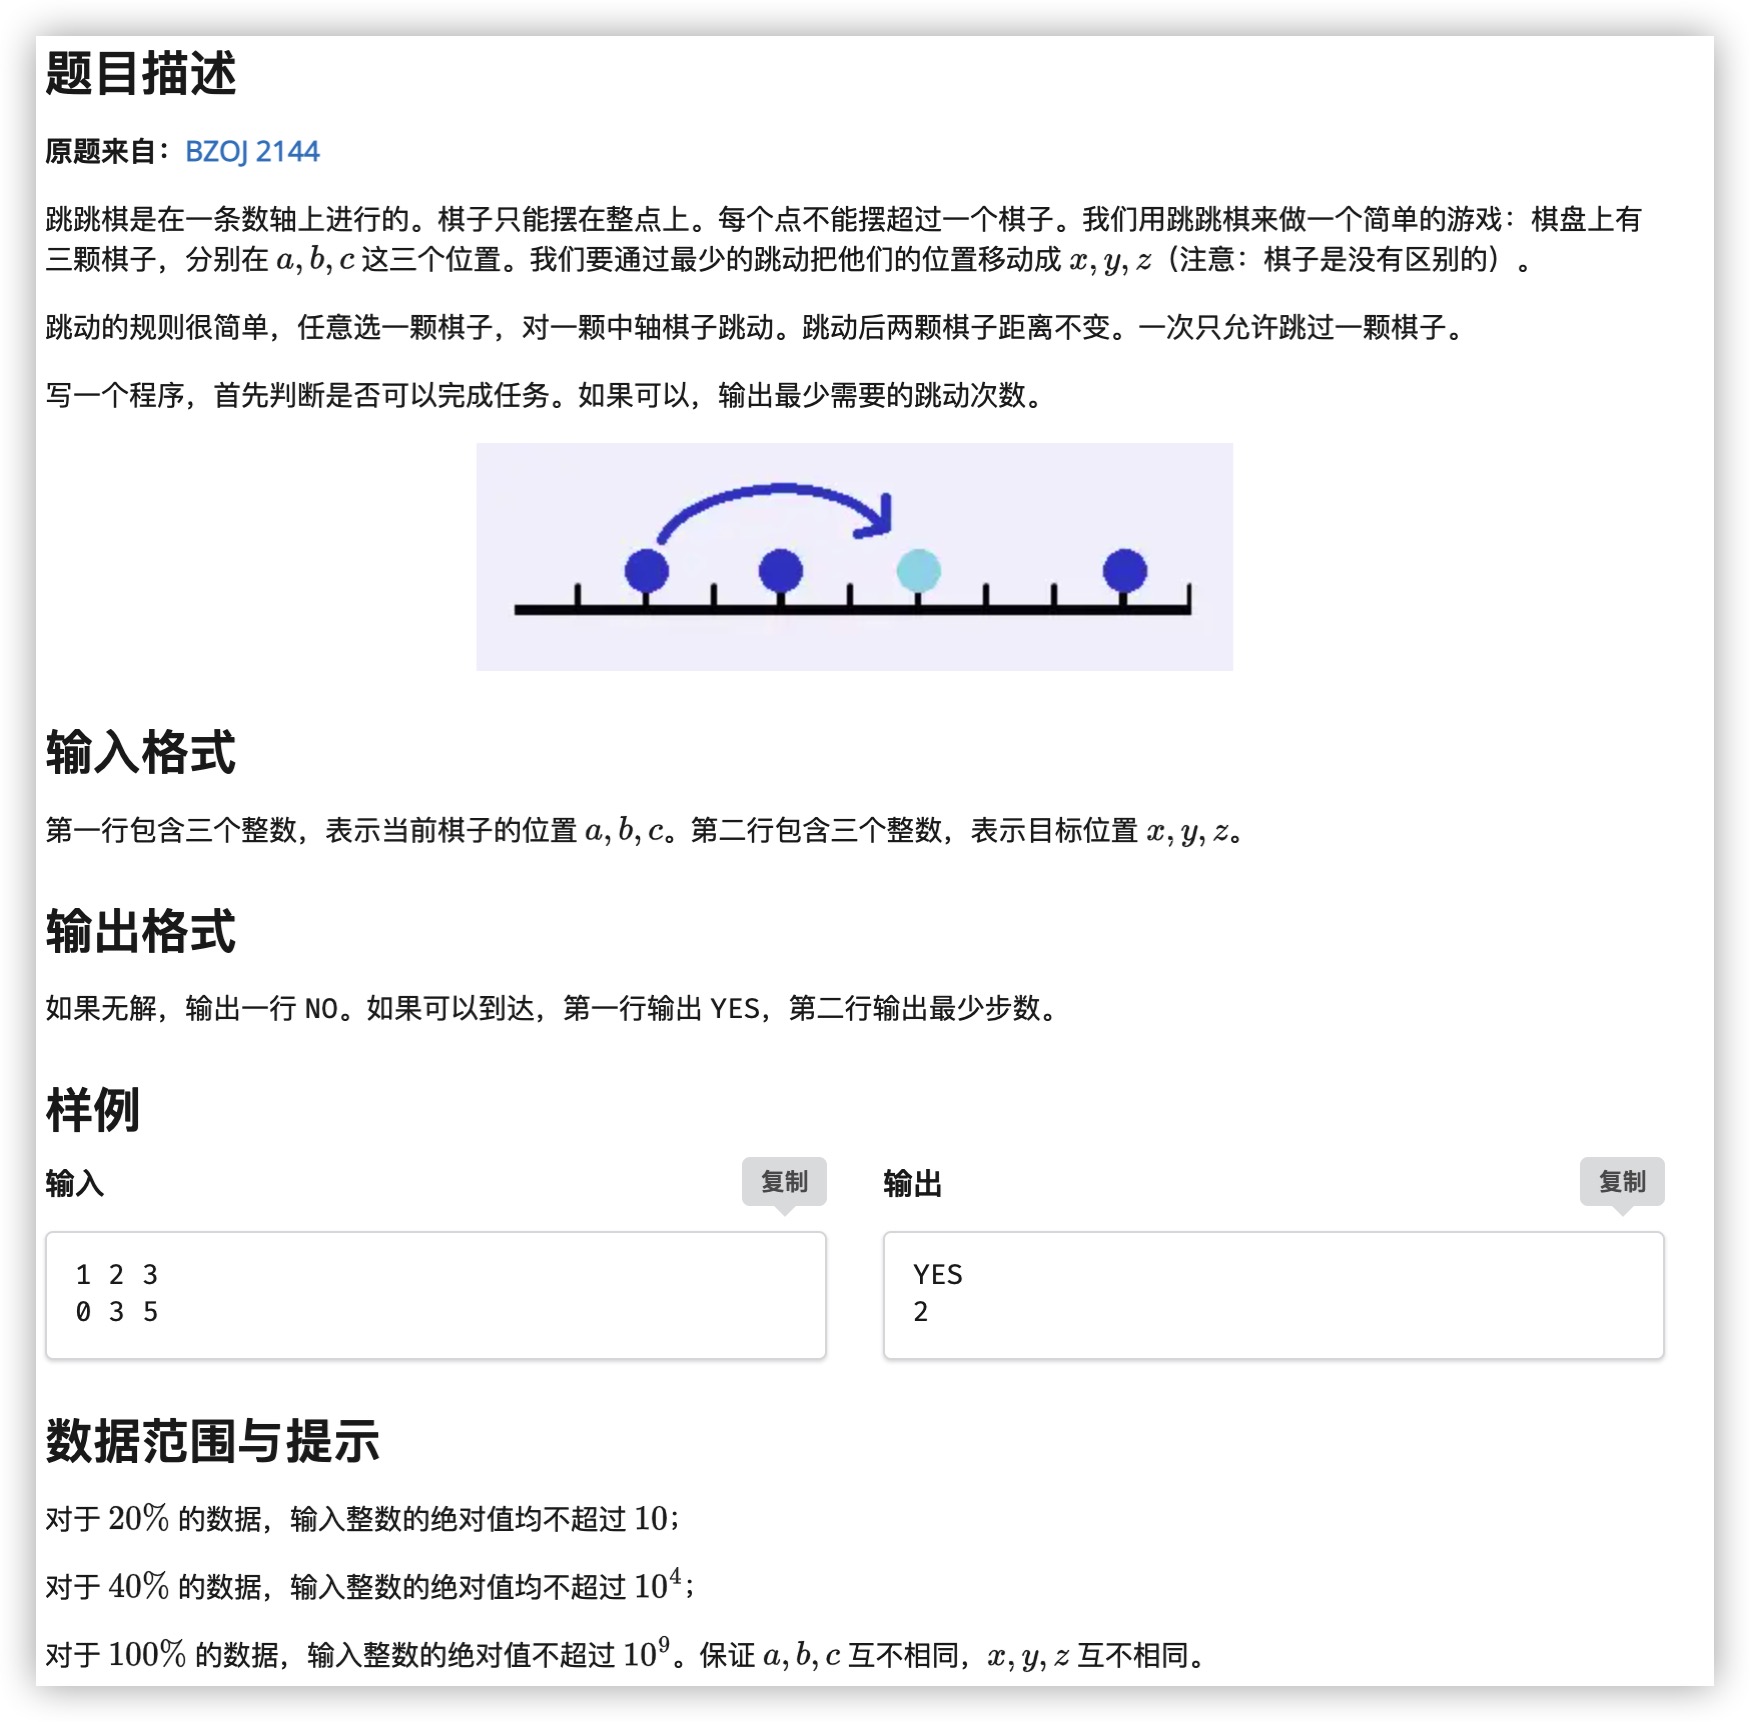 题目描述
原题来自：BZOJ 2144
跳跳棋是在一条数轴上进行的。棋子只能摆在整点上。每个点不能摆超过一个棋子。我们用跳跳棋来做一个简单的游戏：棋盘上有
三颗棋子，分别在 a, b, c 这三个位置。我们要通过最少的跳动把他们的位置移动成 x, y, z（注意：棋子是没有区别的）。
跳动的规则很简单，任意选一颗棋子，对一颗中轴棋子跳动。跳动后两颗棋子距离不变。一次只允许跳过一颗棋子。
写一个程序，首先判断是否可以完成任务。如果可以，输出最少需要的跳动次数。
输入格式
第一行包含三个整数，表示当前棋子的位置 a, b, c。第二行包含三个整数，表示目标位置 x, y, z。
输出格式
如果无解，输出一行 NO。如果可以到达，第一行输出 YES，第二行输出最少步数。
样例
输入 复制 输出 复制
1 2 3
0 3 5
YES
2
数据范围与提示
对于 20% 的数据，输入整数的绝对值均不超过 10；
对于 40% 的数据，输入整数的绝对值均不超过 10⁴；
对于 100% 的数据，输入整数的绝对值不超过 10⁹。保证 a, b, c 互不相同，x, y, z 互不相同。